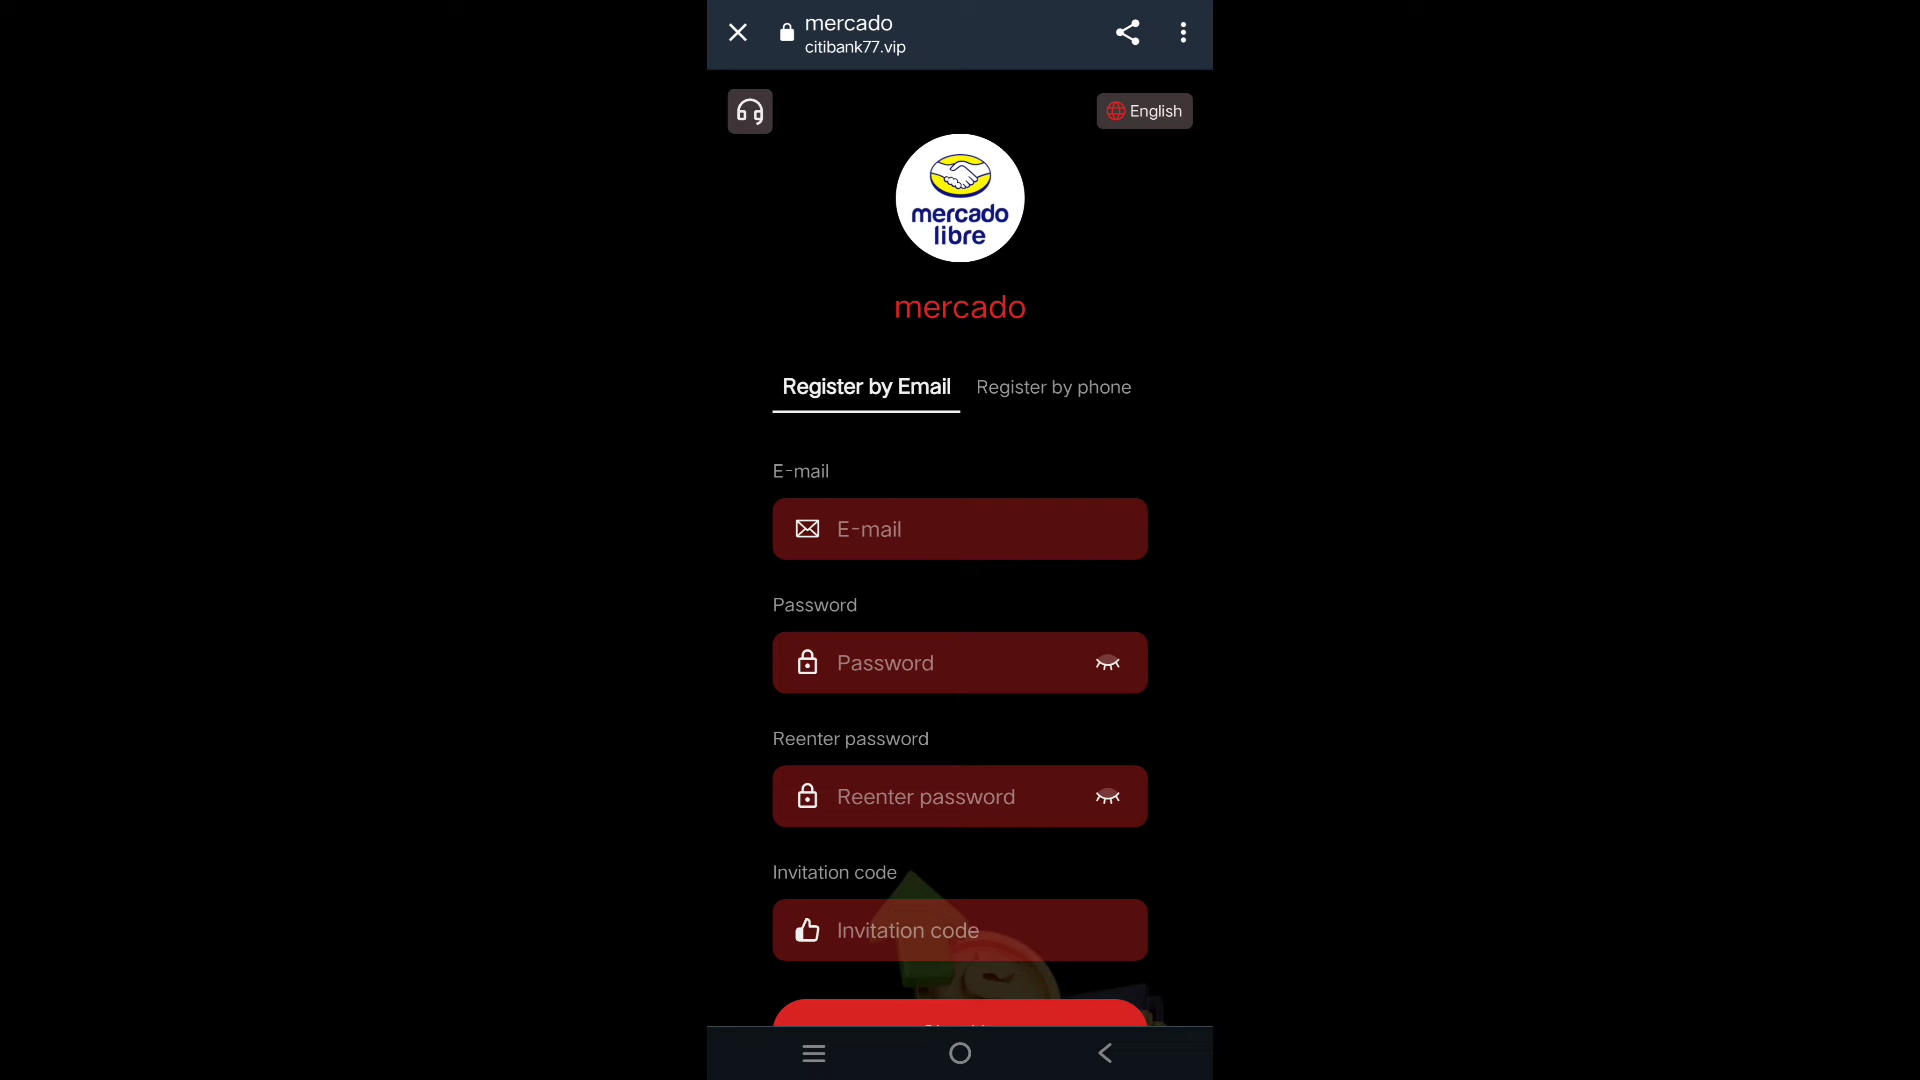 mercado
citibank77.vip
English
mercado
libre
mercado
Register by Email Register by phone
E-mail
E-mail
Password
Password
Reenter password
Reenter password
Invitation code
Invitation code